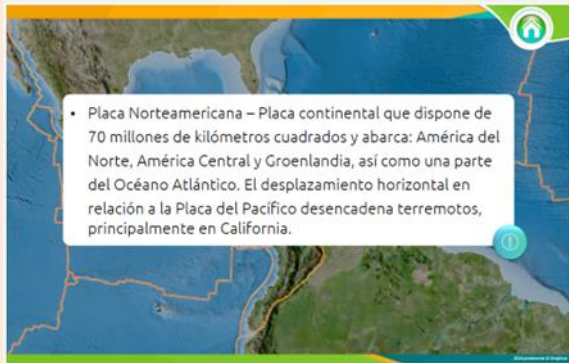 • Placa Norteamericana – Placa continental que dispone de
70 millones de kilómetros cuadrados y abarca: América del
Norte, América Central y Groenlandia, así como una parte
del Océano Atlántico. El desplazamiento horizontal en
relación a la Placa del Pacífico desencadena terremotos,
principalmente en California.